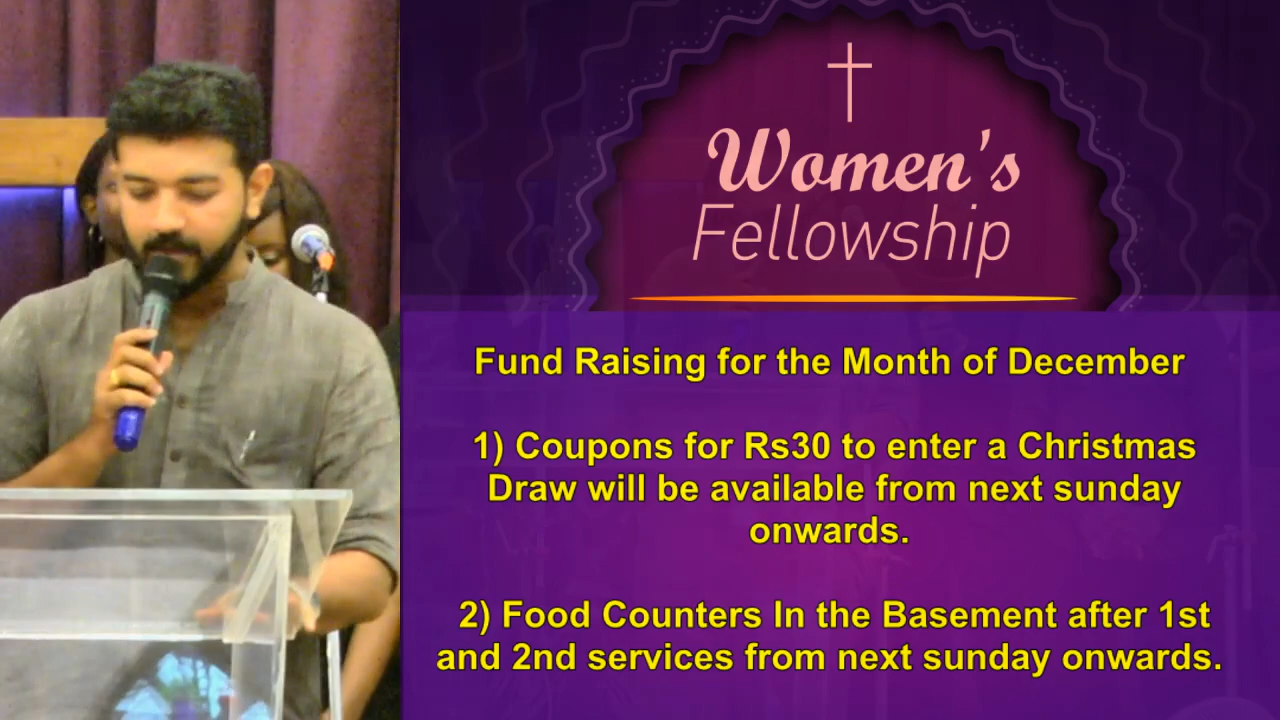 Women's
Fellowship
Fund Raising for the Month of December
1) Coupons for Rs30 to enter a Christmas
Draw will be available from next sunday
onwards.
2) Food Counters In the Basement after 1st
and 2nd services from next sunday onwards.